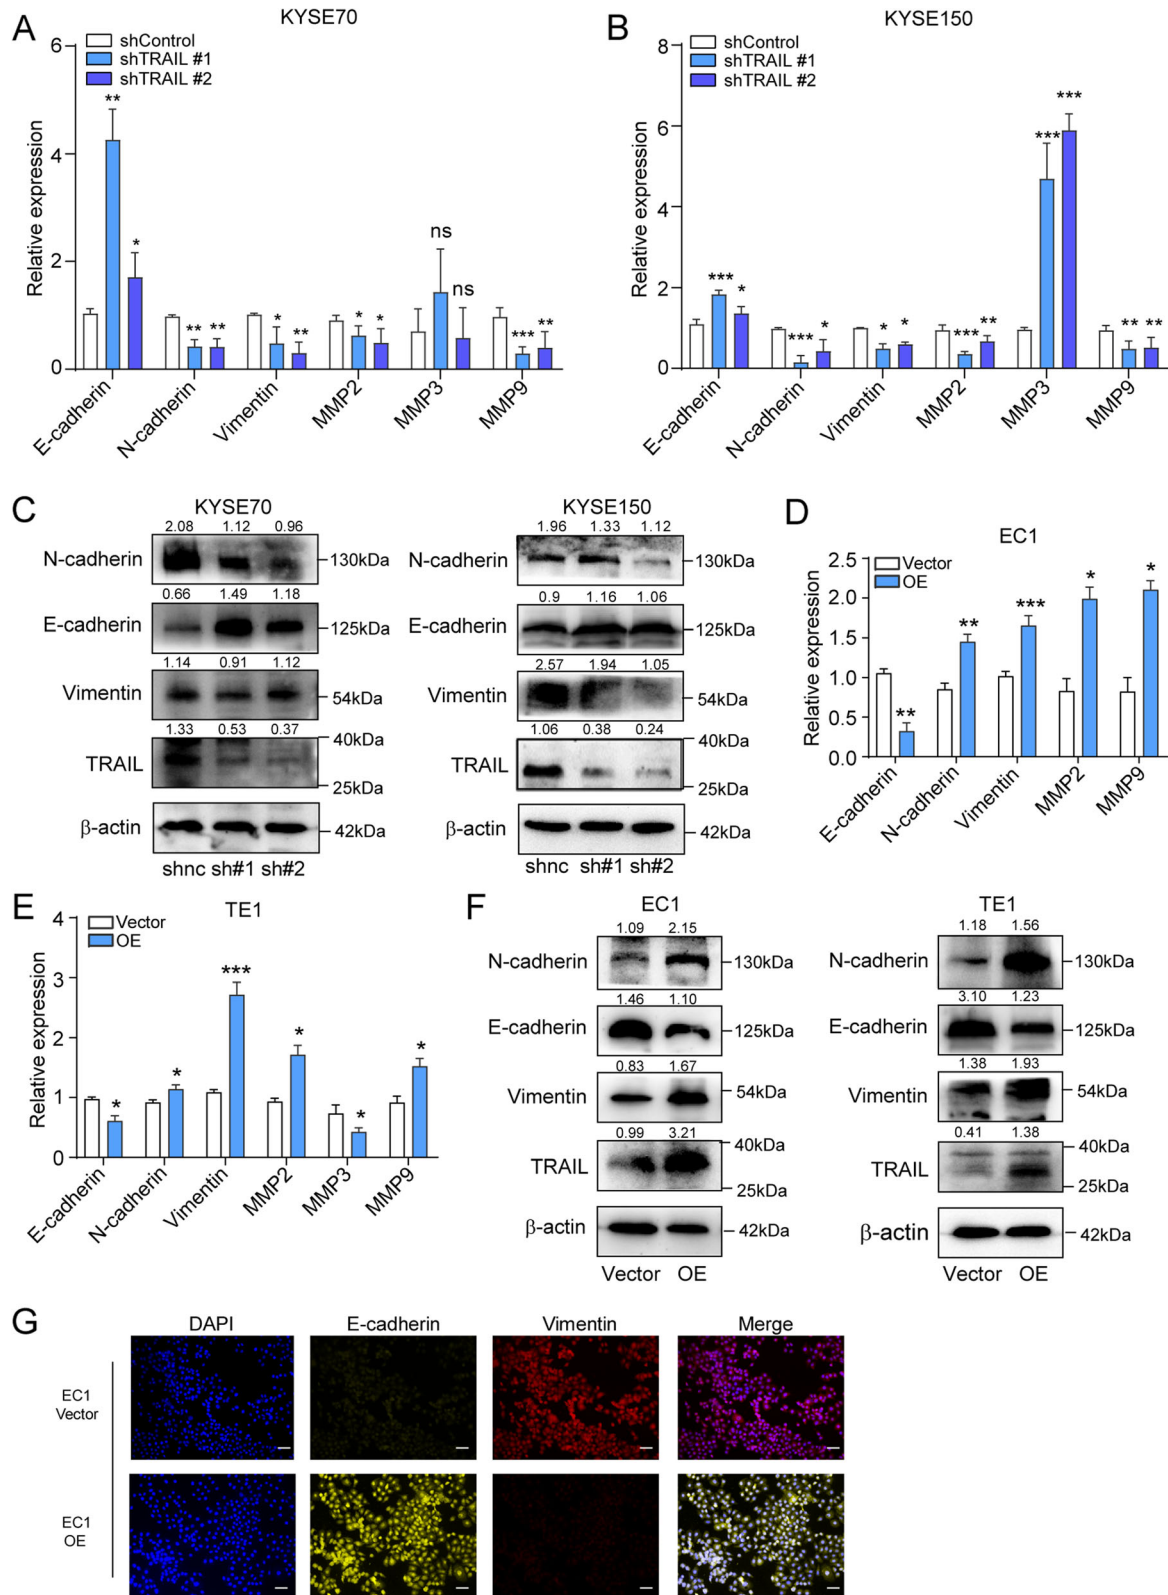 A
KYSE70
shControl
shTRAIL #1
shTRAIL #2
Relative expression
6
4
2
0
**
*
** **
* **
* *
ns
ns
*** **
E-cadherin
N-cadherin
Vimentin
MMP2
MMP3
MMP9
B
KYSE150
shControl
shTRAIL #1
shTRAIL #2
Relative expression
8
6
4
2
0
*** *
*** *
* *
*** **
*** ***
** **
E-cadherin
N-cadherin
Vimentin
MMP2
MMP3
MMP9
C
KYSE70
2.08 1.12 0.96
N-cadherin 130kDa
0.66 1.49 1.18
E-cadherin 125kDa
1.14 0.91 1.12
Vimentin 54kDa
1.33 0.53 0.37
40kDa
TRAIL
25kDa
β-actin 42kDa
shnc sh#1 sh#2
KYSE150
1.96 1.33 1.12
N-cadherin 130kDa
0.9 1.16 1.06
E-cadherin 125kDa
2.57 1.94 1.05
Vimentin 54kDa
1.06 0.38 0.24
40kDa
TRAIL
25kDa
β-actin 42kDa
shnc sh#1 sh#2
D
EC1
Vector
OE
Relative expression
2.5
2.0
1.5
1.0
0.5
0.0
** ** *** * *
E-cadherin
N-cadherin
Vimentin
MMP2
MMP9
E
TE1
Vector
OE
Relative expression
4
3
2
1
0
* * *** * * *
E-cadherin
N-cadherin
Vimentin
MMP2
MMP3
MMP9
F
EC1
1.09 2.15
N-cadherin 130kDa
1.46 1.10
E-cadherin 125kDa
0.83 1.67
Vimentin 54kDa
0.99 3.21
40kDa
TRAIL
25kDa
β-actin 42kDa
Vector OE
TE1
1.18 1.56
N-cadherin 130kDa
3.10 1.23
E-cadherin 125kDa
1.38 1.93
Vimentin 54kDa
0.41 1.38
40kDa
TRAIL
25kDa
β-actin 42kDa
Vector OE
G
DAPI E-cadherin Vimentin Merge
EC1
Vector
EC1
OE